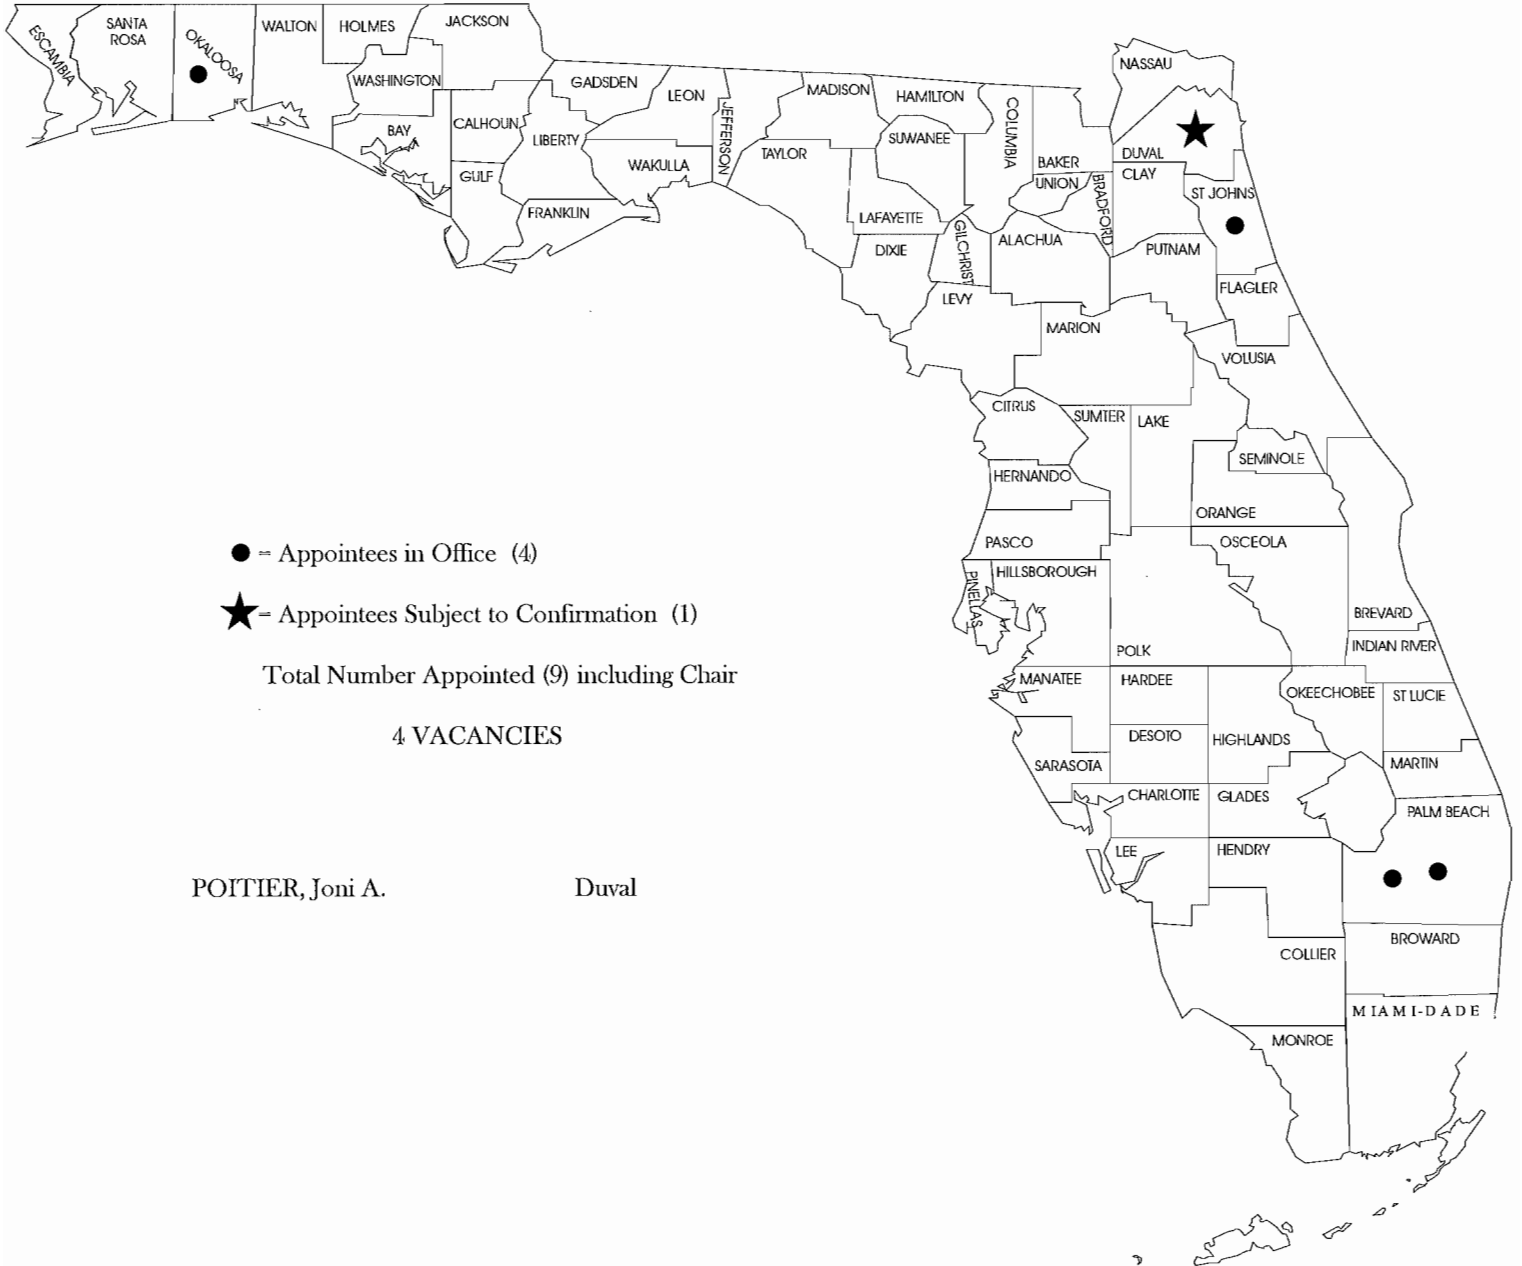 ESCAMBIA
SANTA
ROSA
OKALOOSA
WALTON
HOLMES
JACKSON
WASHINGTON
BAY
CALHOUN
GULF
LIBERTY
GADSDEN
FRANKLIN
LEON
WAKULLA
JEFFERSON
MADISON
TAYLOR
HAMILTON
SUWANEE
LAFAYETTE
DIXIE
COLUMBIA
GILCHRIST
BAKER
UNION
BRADFORD
ALACHUA
NASSAU
DUVAL
CLAY
ST JOHNS
PUTNAM
FLAGLER
LEVY
MARION
VOLUSIA
CITRUS
SUMTER
LAKE
SEMINOLE
HERNANDO
ORANGE
PASCO
OSCEOLA
PINELLAS
HILLSBOROUGH
POLK
BREVARD
INDIAN RIVER
MANATEE
HARDEE
OKEECHOBEE
ST LUCIE
DESOTO
HIGHLANDS
SARASOTA
MARTIN
CHARLOTTE
GLADES
PALM BEACH
LEE
HENDRY
COLLIER
BROWARD
MIAMI-DADE
MONROE
= Appointees in Office (4)
= Appointees Subject to Confirmation (1)
Total Number Appointed (9) including Chair
4 VACANCIES
POITIER, Joni A. Duval